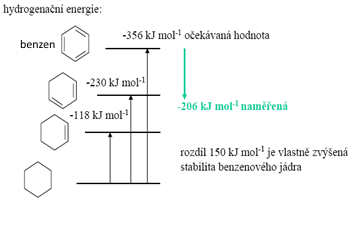 hydrogenační energie:
-356 kJ mol-1 očekávaná hodnota
benzen
-230 kJ mol-1
-206 kJ mol-1 naměřená
-118 kJ mol-1
rozdíl 150 kJ mol-1 je vlastně zvýšená
stabilita benzenového jádra